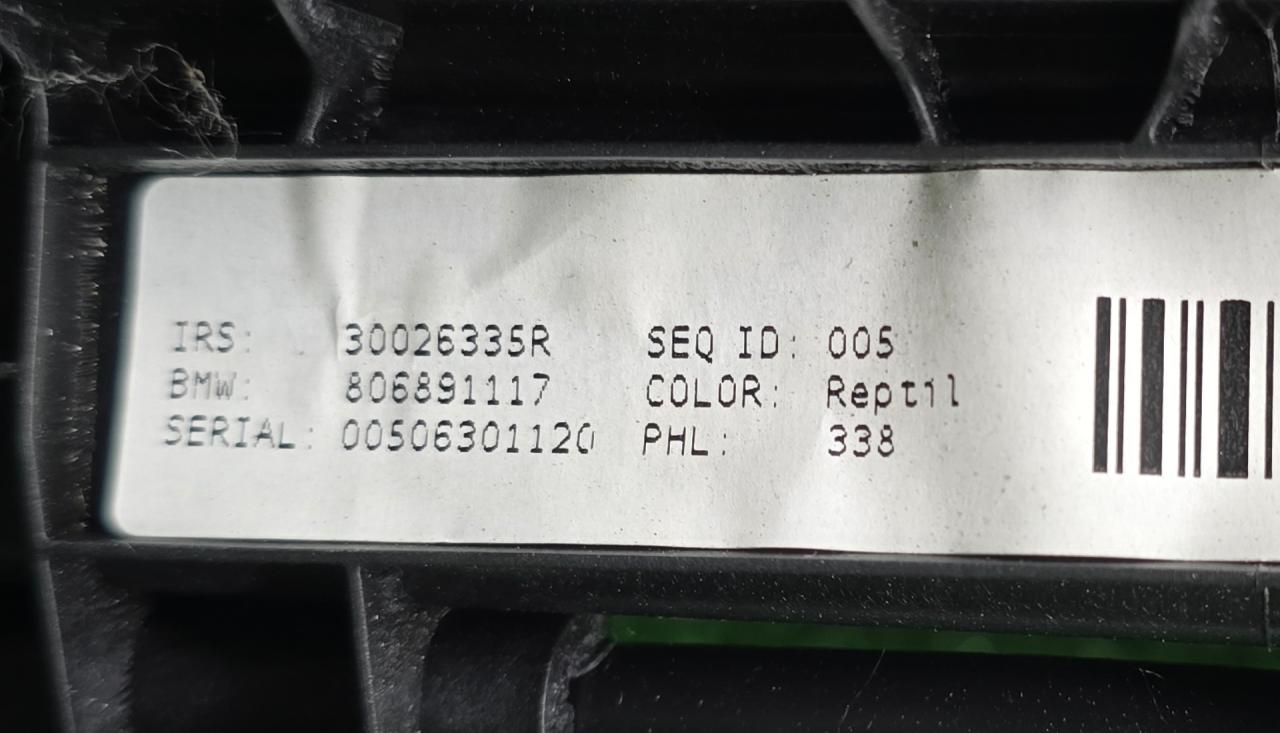 IRS: 30026335R SEQ ID: 005
BMW: 806891117 COLOR: Reptil
SERIAL: 00506301120 PHL: 338